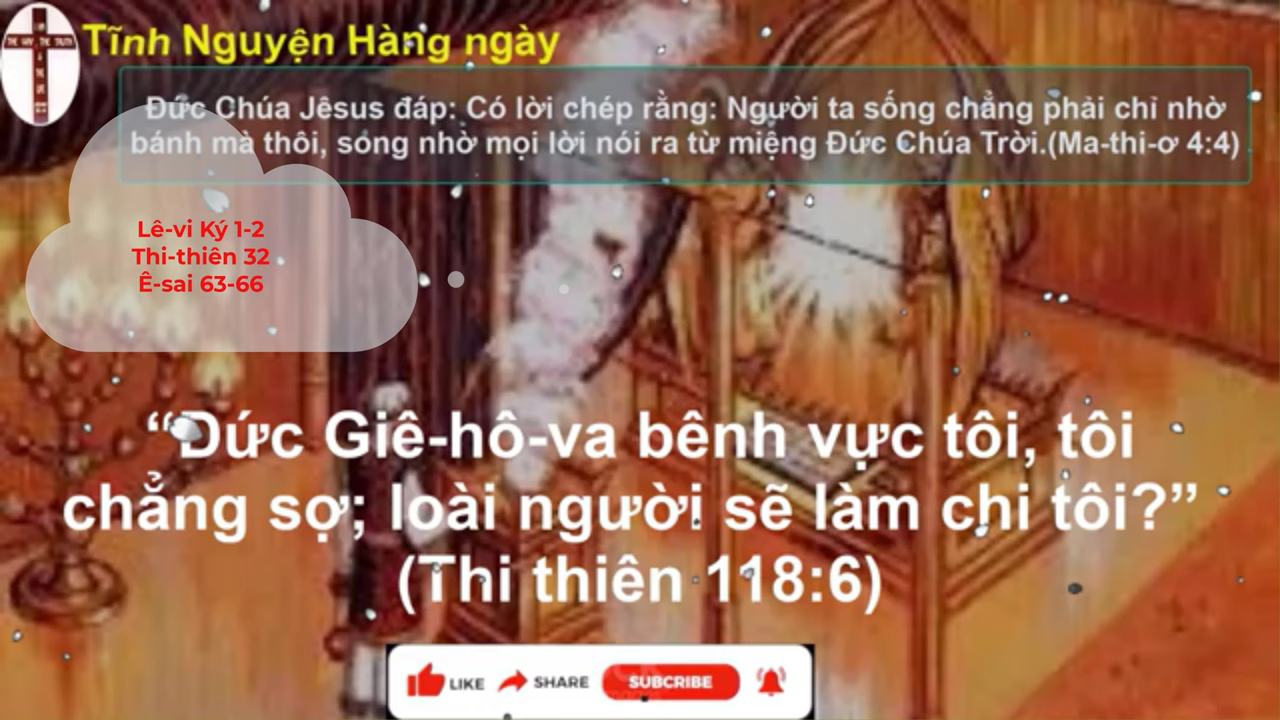 Tĩnh Nguyện Hàng ngày
Đức Chúa Jêsus đáp: Có lời chép rằng: Người ta sống chẳng phải chỉ nhờ
bánh mà thôi, sóng nhờ mọi lời nói ra từ miệng Đức Chúa Trời.(Ma-thi-ơ 4:4)
Lê-vi Ký 1-2
Thi-thiên 32
Ê-sai 63-66
“Đức Giê-hô-va bênh vực tôi, tôi
chẳng sợ; loài người sẽ làm chi tôi?”
(Thi thiên 118:6)
LIKE SHARE SUBCRIBE